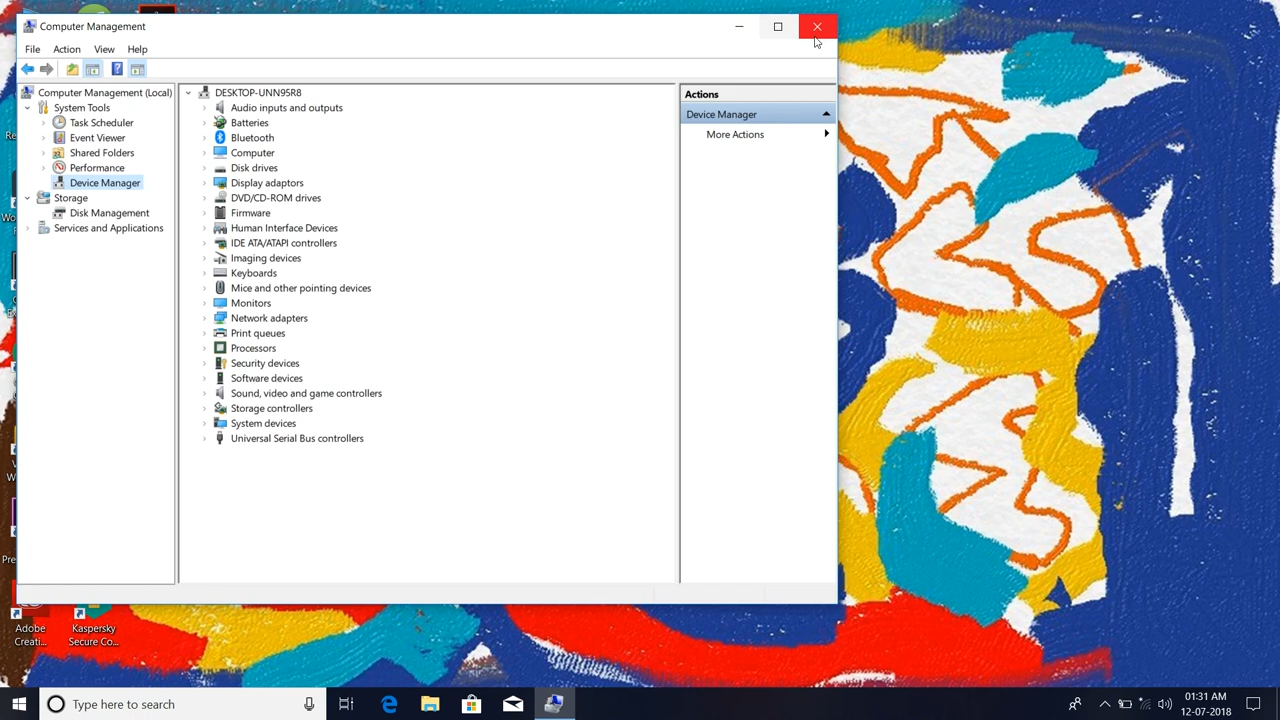 Computer Management
File Action View Help
Computer Management (Local)
System Tools
Task Scheduler
Event Viewer
Shared Folders
Performance
Device Manager
Storage
Disk Management
Services and Applications
DESKTOP-UNN95R8
Audio inputs and outputs
Batteries
Bluetooth
Computer
Disk drives
Display adaptors
DVD/CD-ROM drives
Firmware
Human Interface Devices
IDE ATA/ATAPI controllers
Imaging devices
Keyboards
Mice and other pointing devices
Monitors
Network adapters
Print queues
Processors
Security devices
Software devices
Sound, video and game controllers
Storage controllers
System devices
Universal Serial Bus controllers
Actions
Device Manager
More Actions
Adobe
Creati...
Kaspersky
Secure Co...
Type here to search
01:31 AM
12-07-2018